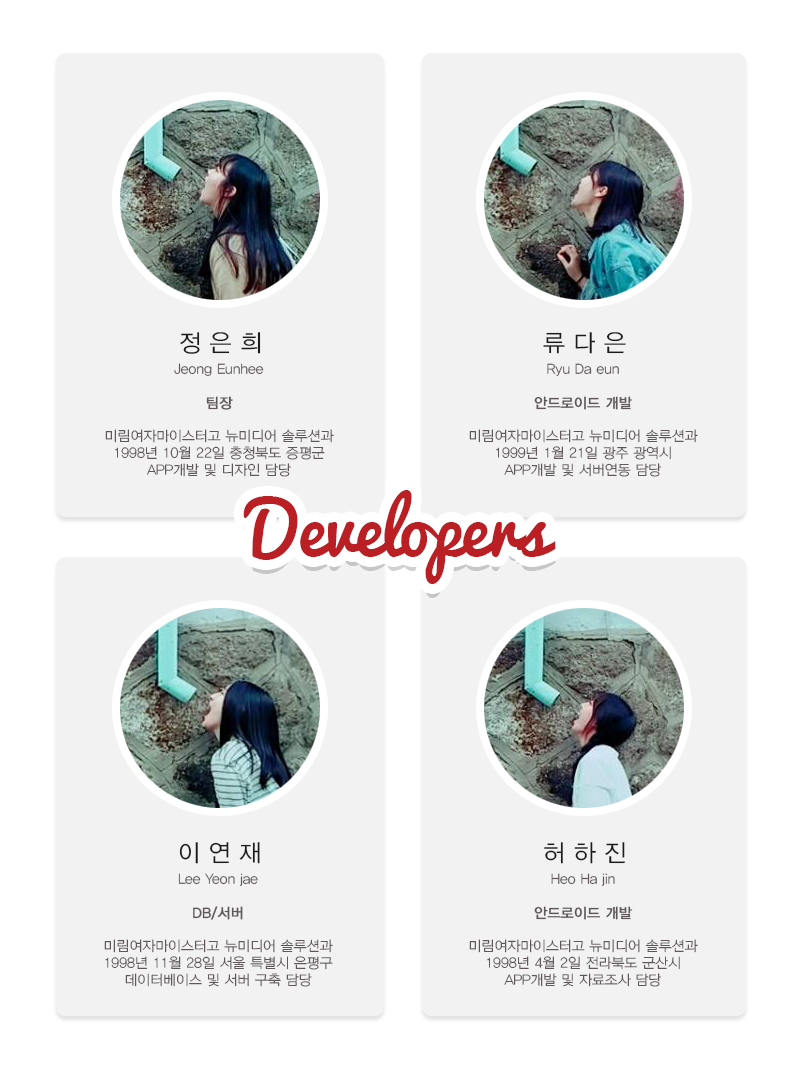 정은희
Jeong Eunhee
팀장
미림여자마이스터고 뉴미디어 솔루션과
1998년 10월 22일 충청북도 증평군
APP개발 및 디자인 담당
류다은
Ryu Da eun
안드로이드 개발
미림여자마이스터고 뉴미디어 솔루션과
1999년 1월 21일 광주 광역시
APP개발 및 서버연동 담당
Developers
이연재
Lee Yeon jae
DB/서버
미림여자마이스터고 뉴미디어 솔루션과
1998년 11월 28일 서울 특별시 은평구
데이터베이스 및 서버 구축 담당
허하진
Heo Ha jin
안드로이드 개발
미림여자마이스터고 뉴미디어 솔루션과
1998년 4월 2일 전라북도 군산시
APP개발 및 자료조사 담당